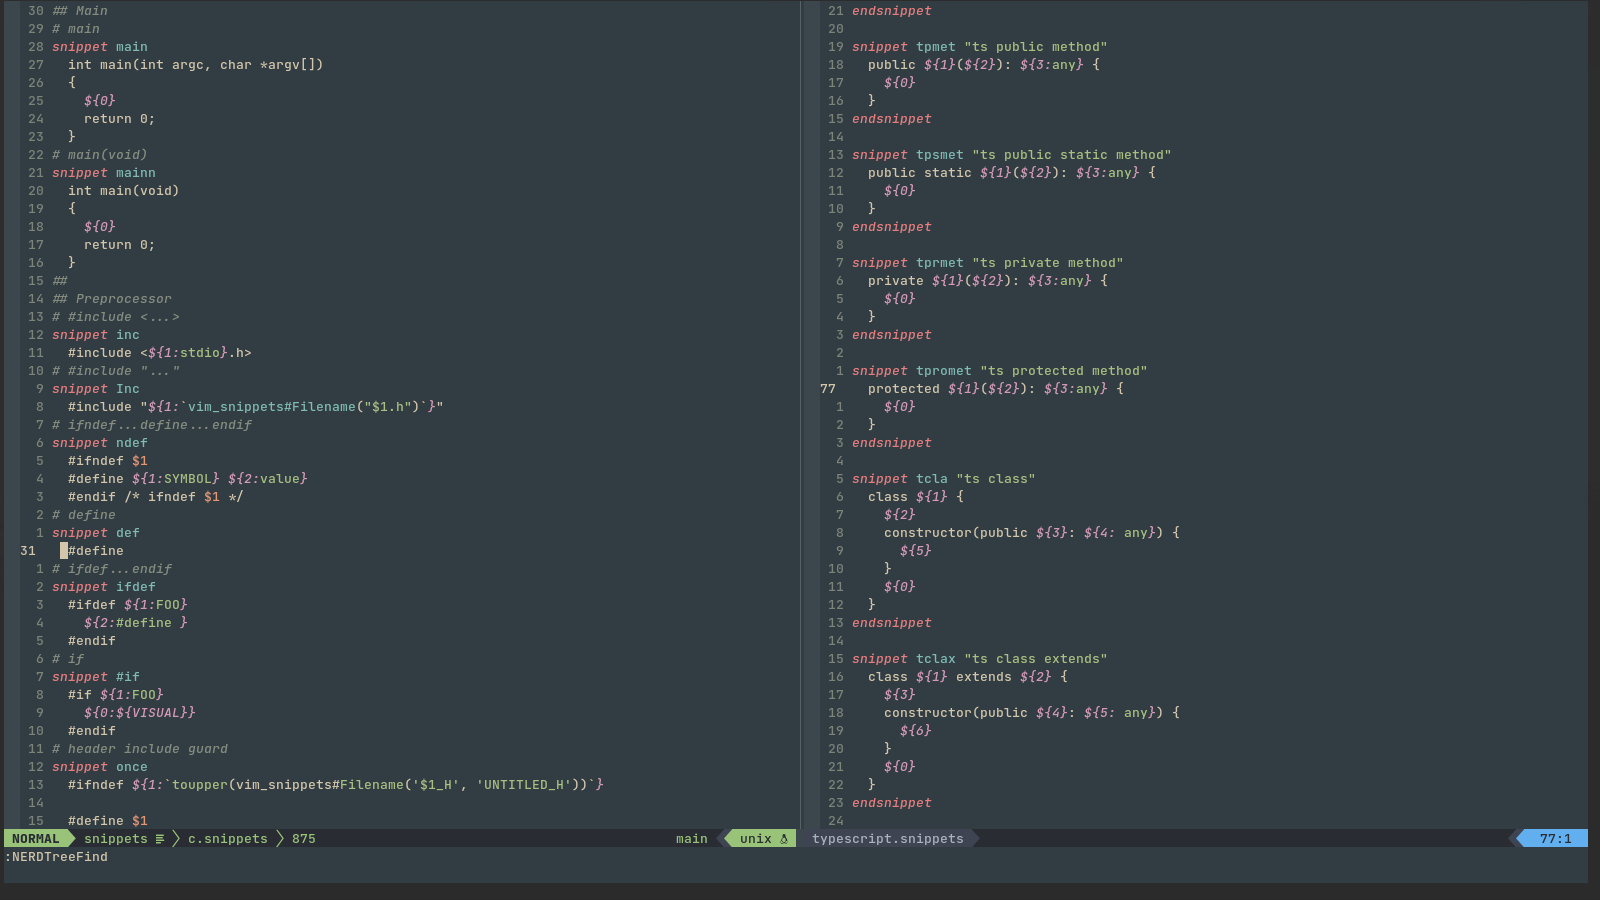 30 ## Main
29 # main
28 snippet main
27   int main(int argc, char *argv[])
26   {
25     ${0}
24     return 0;
23   }
22 # main(void)
21 snippet mainn
20   int main(void)
19   {
18     ${0}
17     return 0;
16   }
15 ##
14 ## Preprocessor
13 # #include <...>
12 snippet inc
11   #include <${1:stdio}.h>
10 # #include "..."
9 snippet Inc
8   #include "${1:`vim_snippets#Filename("$1.h")`}"
7 # ifndef...define...endif
6 snippet ndef
5   #ifndef $1
4   #define ${1:SYMBOL} ${2:value}
3   #endif /* ifndef $1 */
2 # define
1 snippet def
31   #define
1 # ifdef...endif
2 snippet ifdef
3   #ifdef ${1:FOO}
4     ${2:#define }
5   #endif
6 # if
7 snippet #if
8   #if ${1:FOO}
9     ${0:${VISUAL}}
10   #endif
11 # header include guard
12 snippet once
13   #ifndef ${1:`toupper(vim_snippets#Filename('$1_H', 'UNTITLED_H'))`}
14
15   #define $1
NORMAL snippets c.snippets 875 main unix
:NERDTreeFind
21 endsnippet
20
19 snippet tpmet "ts public method"
18   public ${1}(${2}): ${3:any} {
17     ${0}
16   }
15 endsnippet
14
13 snippet tpsmet "ts public static method"
12   public static ${1}(${2}): ${3:any} {
11     ${0}
10   }
9 endsnippet
8
7 snippet tprmet "ts private method"
6   private ${1}(${2}): ${3:any} {
5     ${0}
4   }
3 endsnippet
2
1 snippet tpromet "ts protected method"
77   protected ${1}(${2}): ${3:any} {
1     ${0}
2   }
3 endsnippet
4
5 snippet tcla "ts class"
6   class ${1} {
7     ${2}
8     constructor(public ${3}: ${4: any}) {
9       ${5}
10     }
11     ${0}
12   }
13 endsnippet
14
15 snippet tclax "ts class extends"
16   class ${1} extends ${2} {
17     ${3}
18     constructor(public ${4}: ${5: any}) {
19       ${6}
20     }
21     ${0}
22   }
23 endsnippet
24
typescript.snippets 77:1